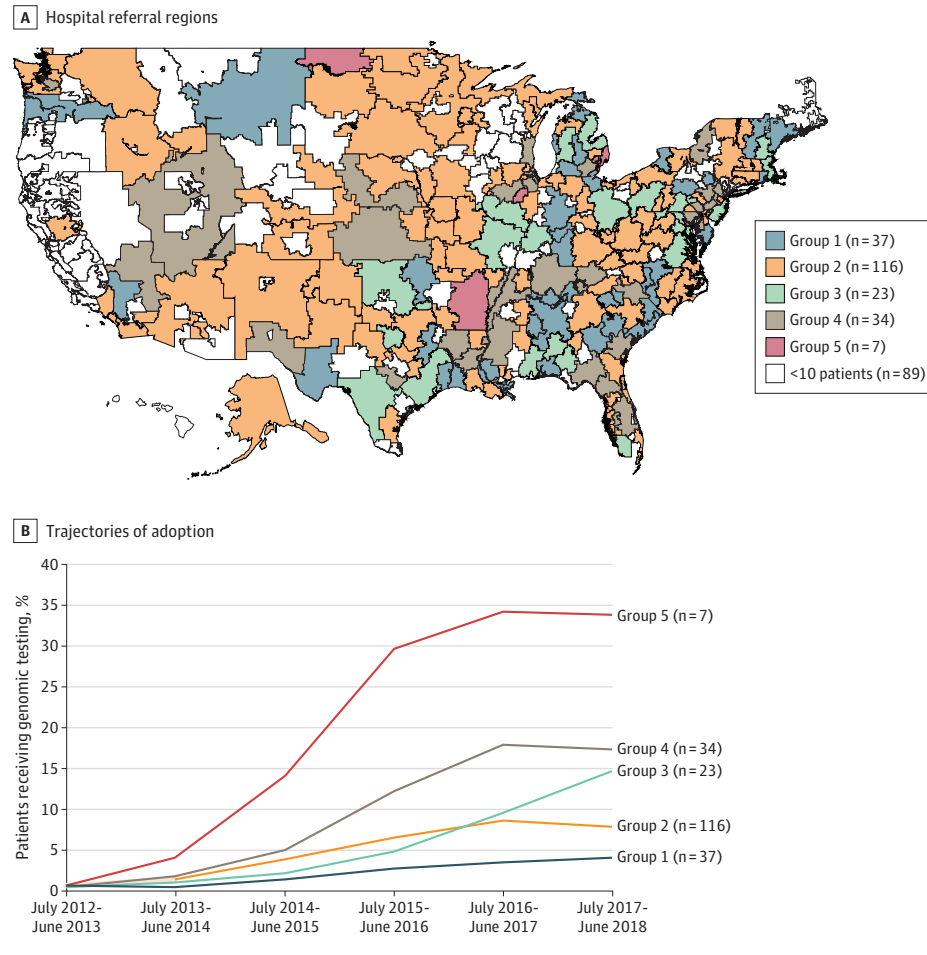 A Hospital referral regions
Group 1 (n=37)
Group 2 (n=116)
Group 3 (n=23)
Group 4 (n=34)
Group 5 (n=7)
<10 patients (n=89)
B Trajectories of adoption
Patients receiving genomic testing, %
40
35
30
25
20
15
10
5
0
Group 5 (n=7)
Group 4 (n=34)
Group 3 (n=23)
Group 2 (n=116)
Group 1 (n=37)
July 2012-
June 2013
July 2013-
June 2014
July 2014-
June 2015
July 2015-
June 2016
July 2016-
June 2017
July 2017-
June 2018